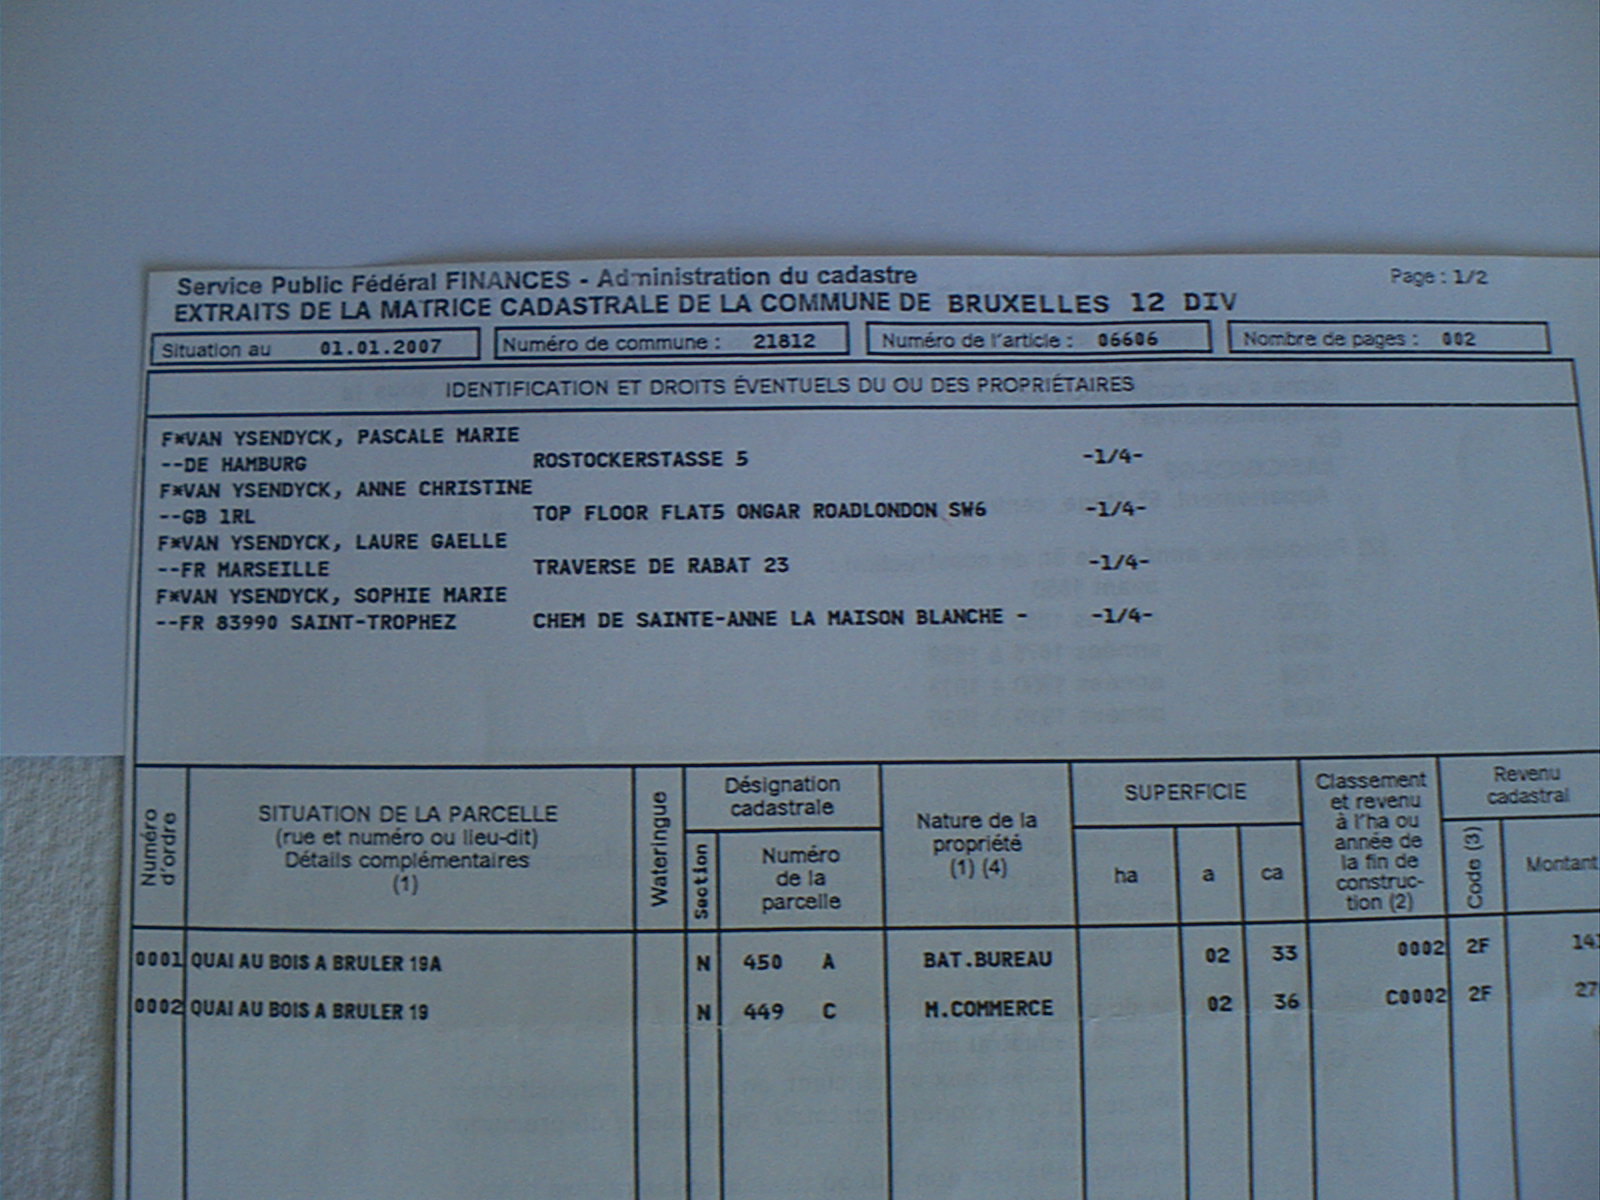 Service Public Fédéral FINANCES - Administration du cadastre Page : 1/2
EXTRAITS DE LA MATRICE CADASTRALE DE LA COMMUNE DE BRUXELLES 12 DIV
Situation au 01.01.2007 Numéro de commune : 21812 Numéro de l'article : 06606 Nombre de pages : 002
IDENTIFICATION ET DROITS ÉVENTUELS DU OU DES PROPRIÉTAIRES
F*VAN YSENDYCK, PASCALE MARIE
--DE HAMBURG ROSTOCKERSTASSE 5 -1/4-
F*VAN YSENDYCK, ANNE CHRISTINE
--GB 1RL TOP FLOOR FLAT5 ONGAR ROADLONDON SW6 -1/4-
F*VAN YSENDYCK, LAURE GAELLE
--FR MARSEILLE TRAVERSE DE RABAT 23 -1/4-
F*VAN YSENDYCK, SOPHIE MARIE
--FR 83990 SAINT-TROPHEZ CHEM DE SAINTE-ANNE LA MAISON BLANCHE - -1/4-
Numéro
d'ordre
SITUATION DE LA PARCELLE
(rue et numéro ou lieu-dit)
Détails complémentaires
(1)
Wateringue
Désignation
cadastrale
Section
Numéro
de la
parcelle
Nature de la
propriété
(1) (4)
SUPERFICIE
ha a ca
Classement
et revenu
à l'ha ou
année de
la fin de
construc-
tion (2)
Revenu
cadastral
Code (3)
Montant
0001 QUAI AU BOIS A BRULER 19A N 450 A BAT.BUREAU 02 33 0002 2F 141
0002 QUAI AU BOIS A BRULER 19 N 449 C M.COMMERCE 02 36 C0002 2F 27